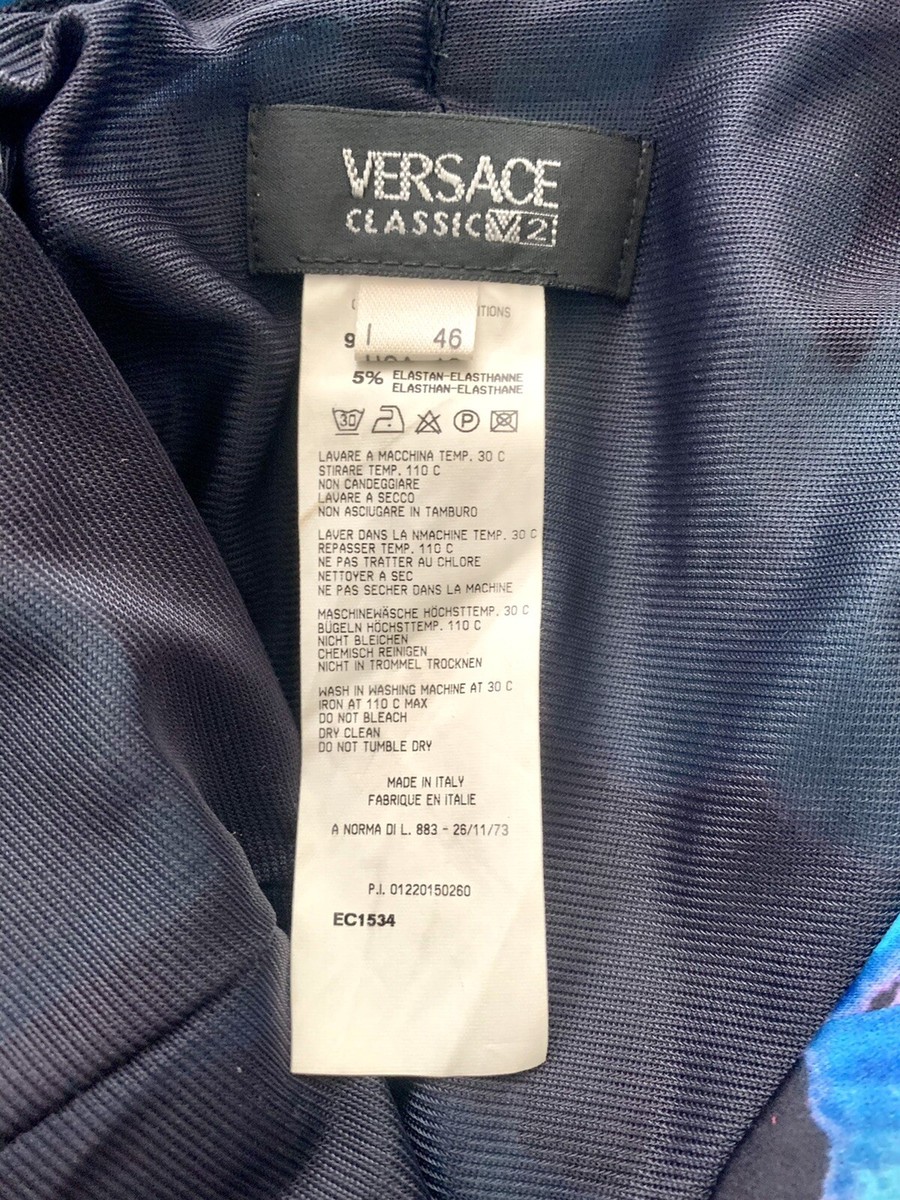 VERSACE
CLASSIC V2
I 46
5% ELASTAN-ELASTHANNE
ELASTHAN-ELASTHANE
30 P
LAVARE A MACCHINA TEMP. 30 C
STIRARE TEMP. 110 C
NON CANDEGGIARE
LAVARE A SECCO
NON ASCIUGARE IN TAMBURO
LAVER DANS LA NMACHINE TEMP. 30 C
REPASSER TEMP. 110 C
NE PAS TRATTER AU CHLORE
NETTOYER A SEC
NE PAS SECHER DANS LA MACHINE
MASCHINEWÄSCHE HÖCHSTTEMP. 30 C
BÜGELN HÖCHSTTEMP. 110 C
NICHT BLEICHEN
CHEMISCH REINIGEN
NICHT IN TROMMEL TROCKNEN
WASH IN WASHING MACHINE AT 30 C
IRON AT 110 C MAX
DO NOT BLEACH
DRY CLEAN
DO NOT TUMBLE DRY
MADE IN ITALY
FABRIQUE EN ITALIE
A NORMA DI L. 883 - 26/11/73
P.I. 01220150260
EC1534